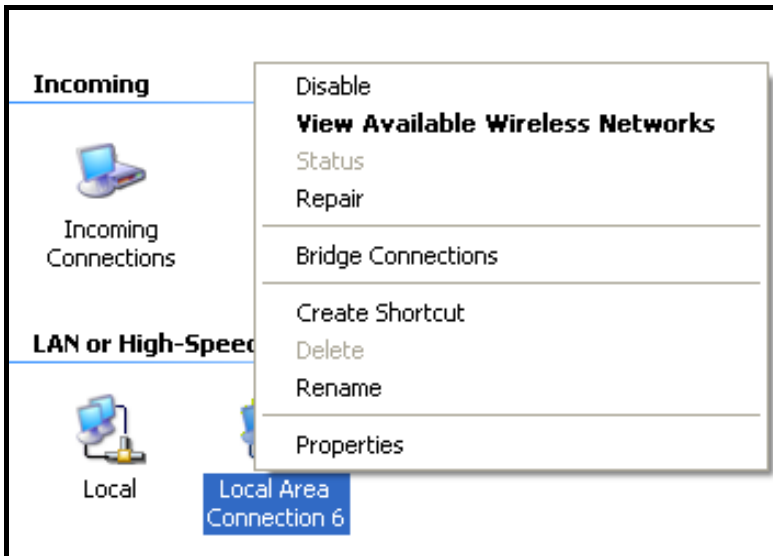 Incoming
Disable
View Available Wireless Networks
Status
Repair
Incoming
Connections
Bridge Connections
Create Shortcut
LAN or High-Speed
Delete
Rename
Properties
Local
Local Area
Connection 6